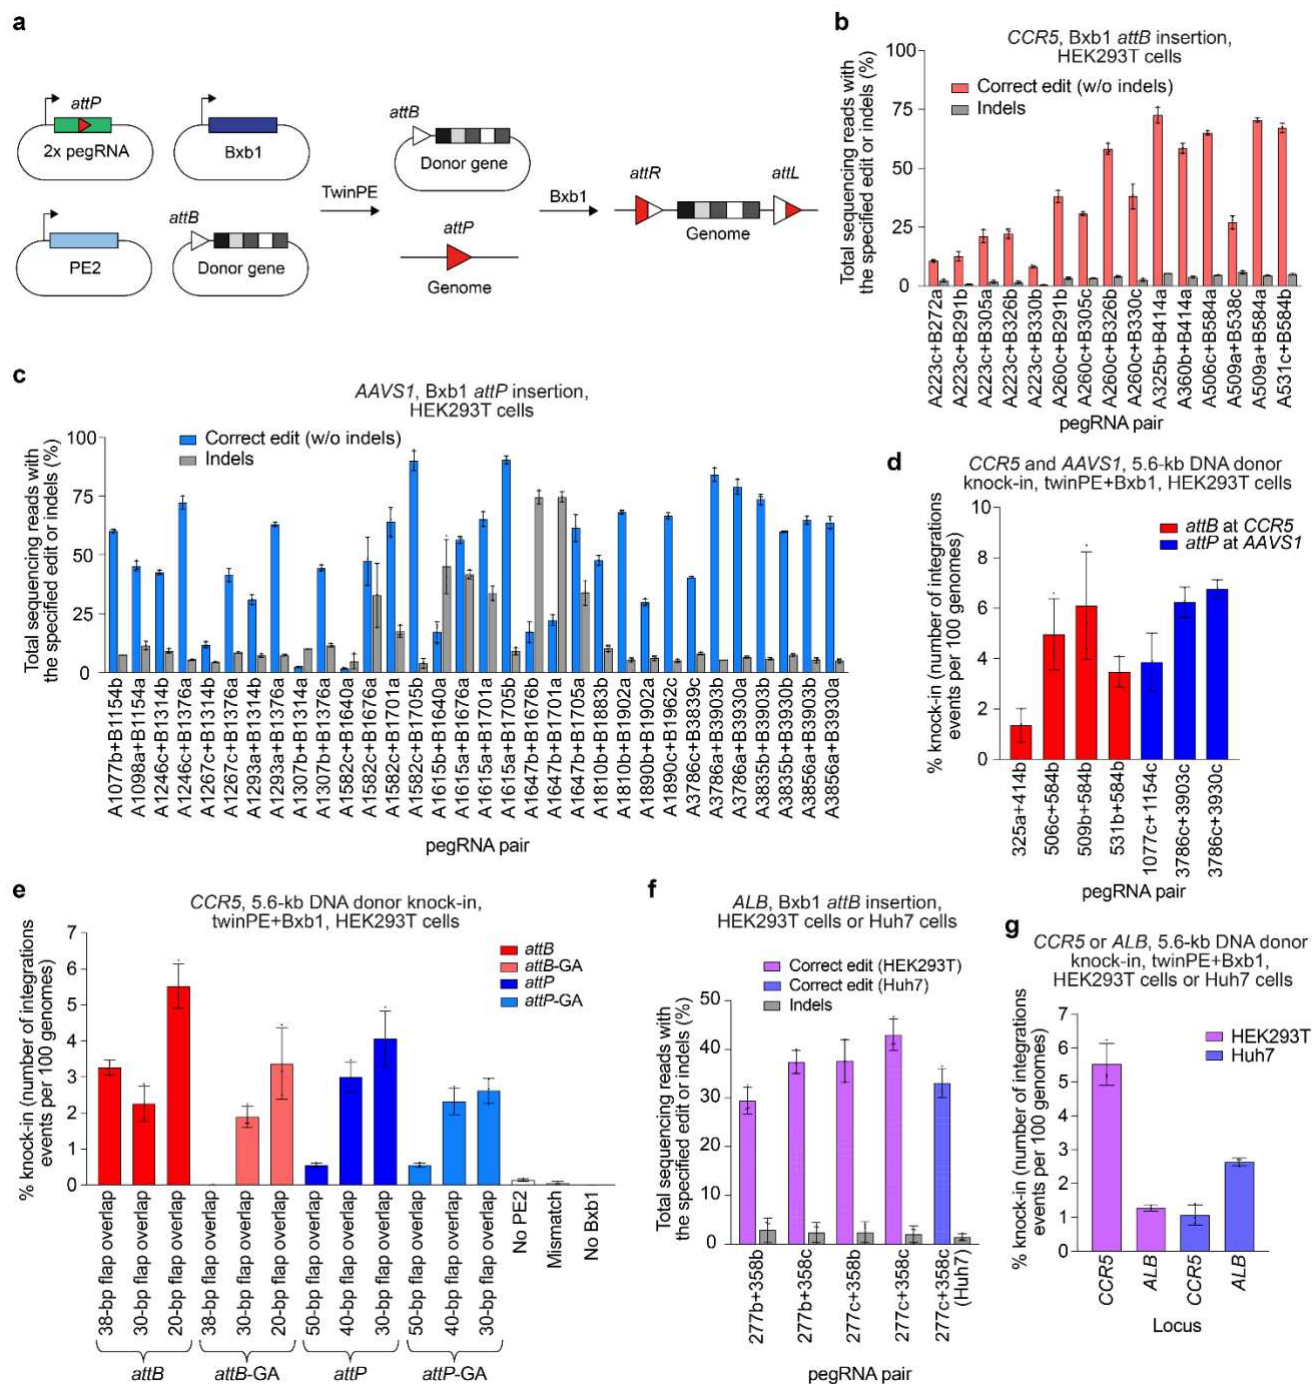 a
attP
2x pegRNA
Bxb1
PE2
attB
Donor gene
TwinPE
attB
Donor gene
attP
Genome
Bxb1
attR
attL
Genome
b
CCR5, Bxb1 attB insertion,
HEK293T cells
Total sequencing reads with
the specified edit or indels (%)
100
75
50
25
0
Correct edit (w/o indels)
Indels
A223c+B272a
A223c+B291b
A223c+B305a
A223c+B326b
A223c+B330b
A260c+B291b
A260c+B305c
A260c+B326b
A260c+B330c
A325b+B414a
A360b+B414a
A506c+B584a
A509a+B538c
A509a+B584a
A531c+B584b
pegRNA pair
c
AAVS1, Bxb1 attP insertion,
HEK293T cells
Total sequencing reads with
the specified edit or indels (%)
100
75
50
25
0
Correct edit (w/o indels)
Indels
A1077b+B1154b
A1098a+B1154a
A1246c+B1314b
A1246c+B1376a
A1267c+B1314b
A1267c+B1376a
A1293a+B1314b
A1293a+B1376a
A1307b+B1314a
A1307b+B1376a
A1582c+B1640a
A1582c+B1676a
A1582c+B1701a
A1582c+B1705b
A1615b+B1640a
A1615a+B1676a
A1615a+B1701a
A1615a+B1705b
A1647b+B1676b
A1647b+B1701a
A1647b+B1705a
A1810b+B1883b
A1810b+B1902a
A1890b+B1902a
A1890c+B1962c
A3786c+B3839c
A3786a+B3903b
A3786a+B3930a
A3835b+B3903b
A3835b+B3930b
A3856a+B3903b
A3856a+B3930a
pegRNA pair
d
CCR5 and AAVS1, 5.6-kb DNA donor
knock-in, twinPE+Bxb1, HEK293T cells
% knock-in (number of integrations
events per 100 genomes)
10
8
6
4
2
0
attB at CCR5
attP at AAVS1
325a+414b
506c+584b
509b+584b
531b+584b
1077c+1154c
3786c+3903c
3786c+3930c
pegRNA pair
e
CCR5, 5.6-kb DNA donor knock-in,
twinPE+Bxb1, HEK293T cells
% knock-in (number of integrations
events per 100 genomes)
7
6
5
4
3
2
1
0
attB
attB-GA
attP
attP-GA
38-bp flap overlap
30-bp flap overlap
20-bp flap overlap
38-bp flap overlap
30-bp flap overlap
20-bp flap overlap
50-bp flap overlap
40-bp flap overlap
30-bp flap overlap
50-bp flap overlap
40-bp flap overlap
30-bp flap overlap
No PE2
Mismatch
No Bxb1
attB
attB-GA
attP
attP-GA
f
ALB, Bxb1 attB insertion,
HEK293T cells or Huh7 cells
Correct edit (HEK293T)
Correct edit (Huh7)
Indels
Total sequencing reads with
the specified edit or indels (%)
50
40
30
20
10
0
277b+358b
277b+358c
277c+358b
277c+358c
277c+358c
(Huh7)
pegRNA pair
g
CCR5 or ALB, 5.6-kb DNA donor
knock-in, twinPE+Bxb1,
HEK293T cells or Huh7 cells
% knock-in (number of integrations
events per 100 genomes)
7
6
5
4
3
2
1
0
HEK293T
Huh7
CCR5
ALB
CCR5
ALB
Locus